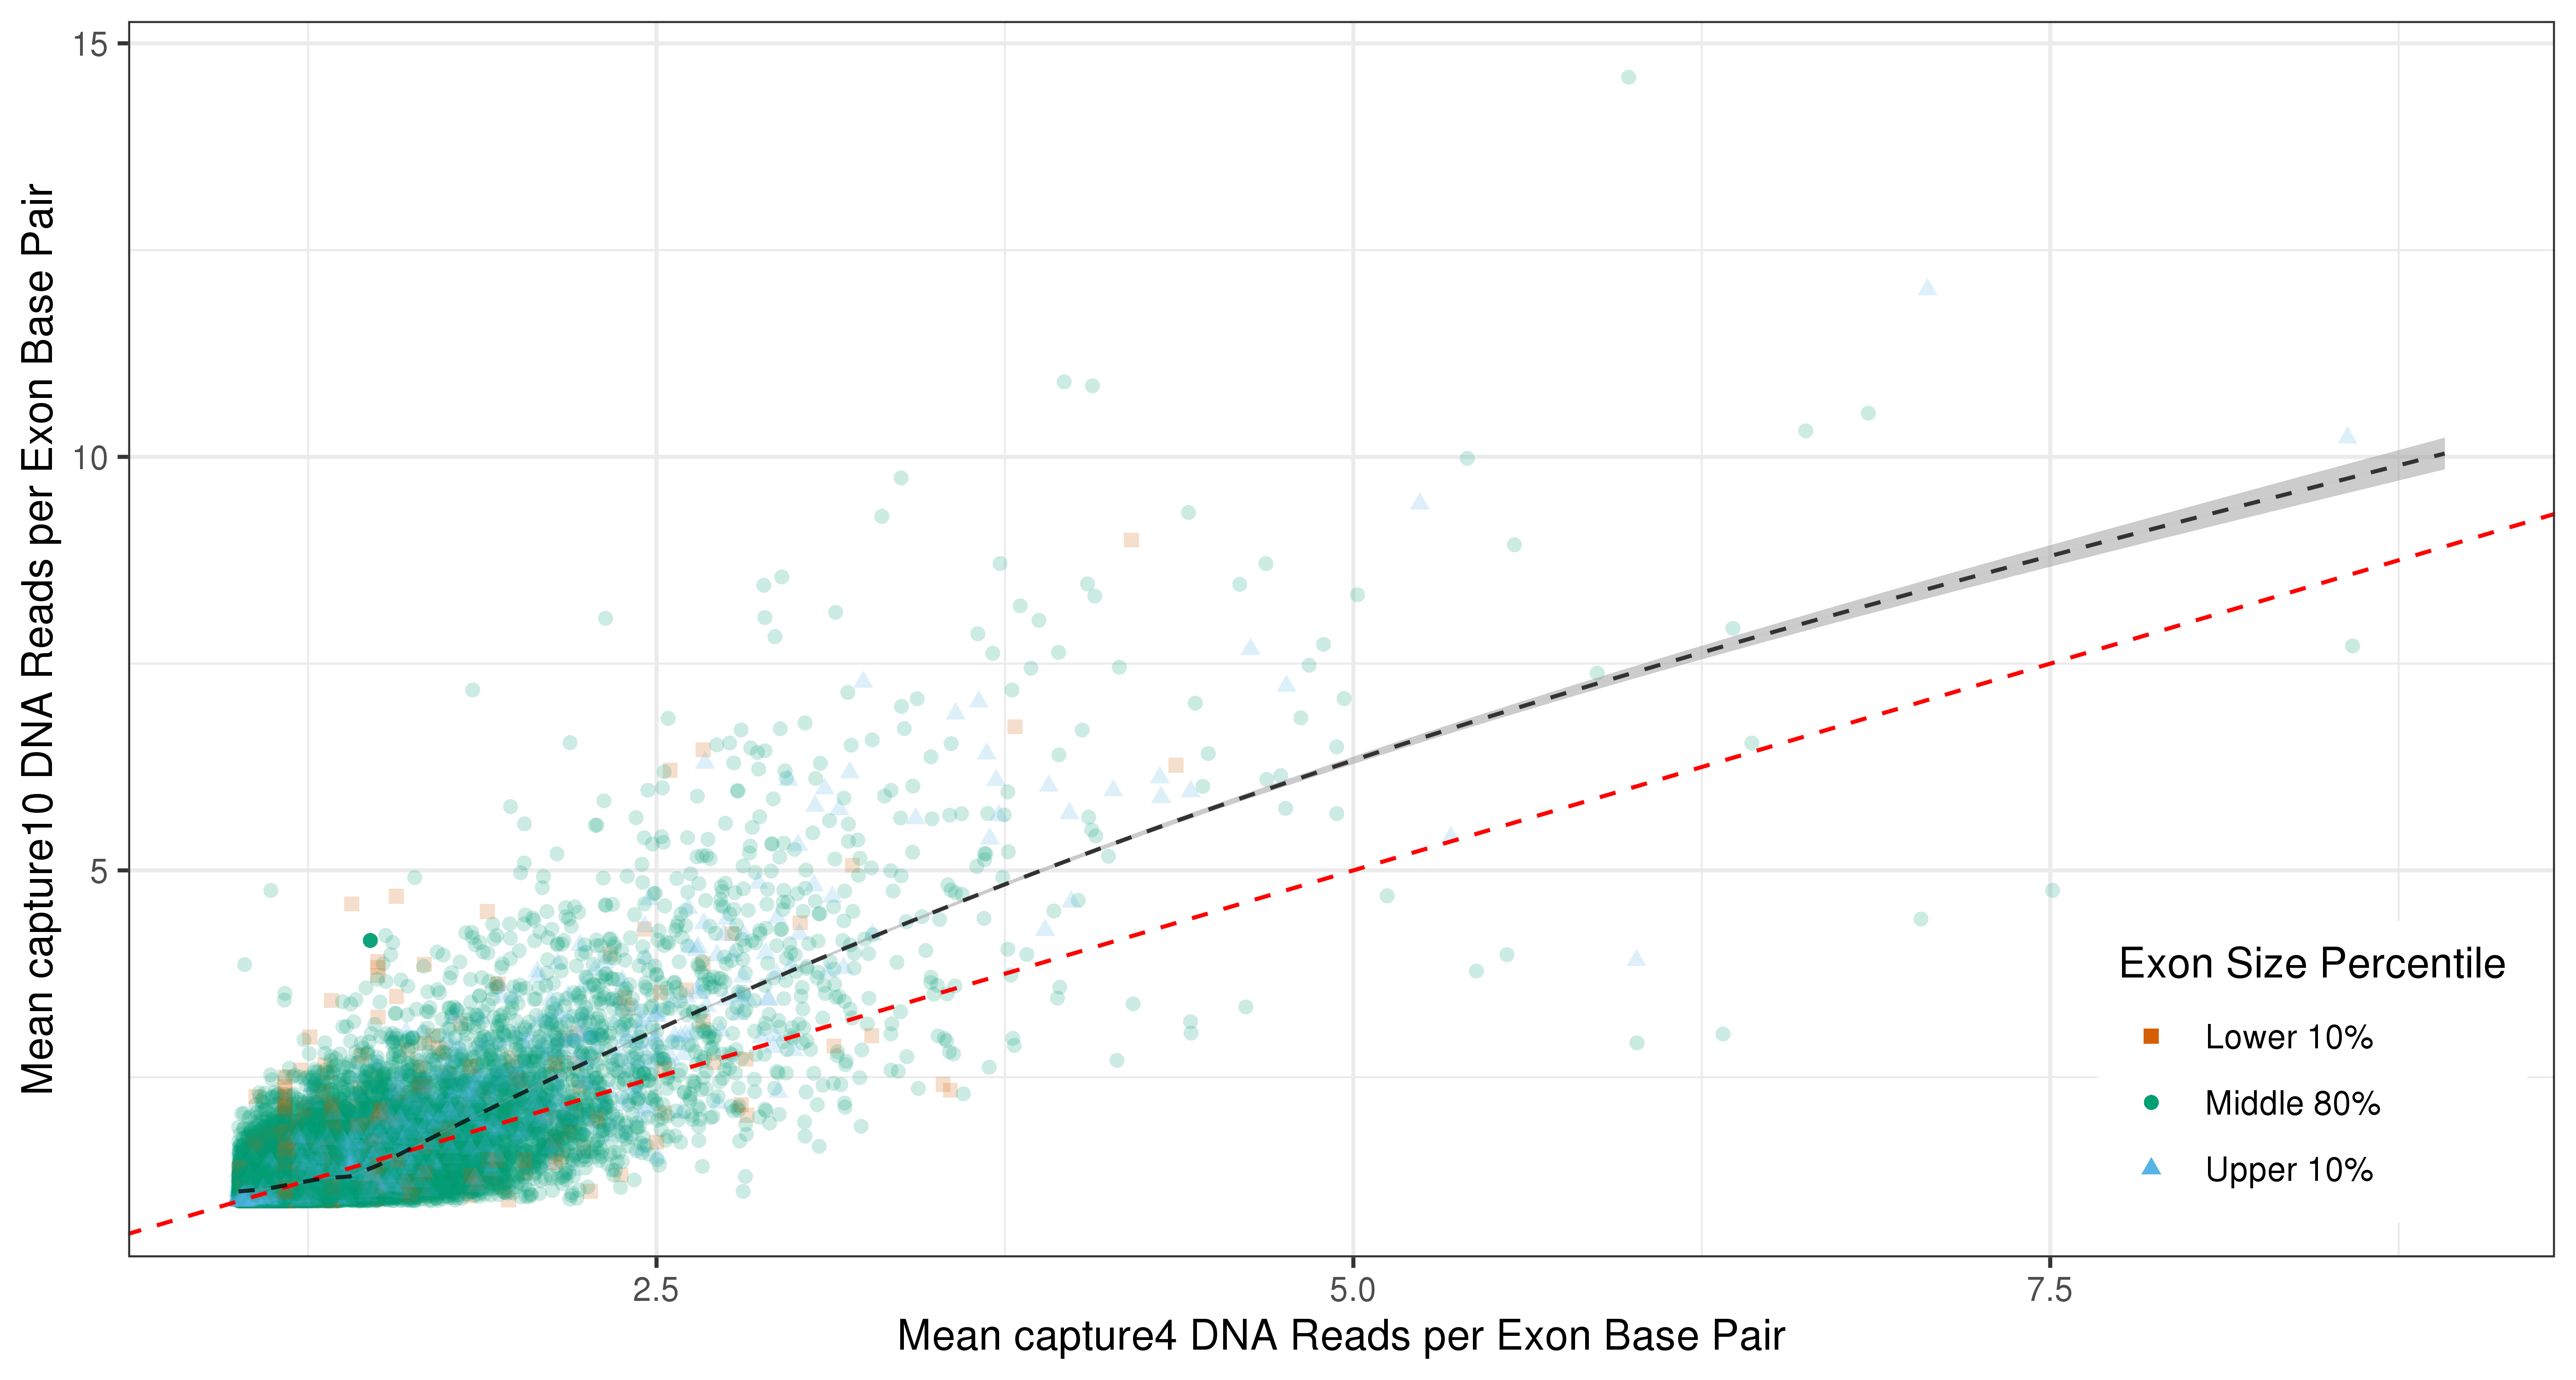 Mean capture10 DNA Reads per Exon Base Pair
15
10
5
2.5
5.0
7.5
Mean capture4 DNA Reads per Exon Base Pair
Exon Size Percentile
Lower 10%
Middle 80%
Upper 10%